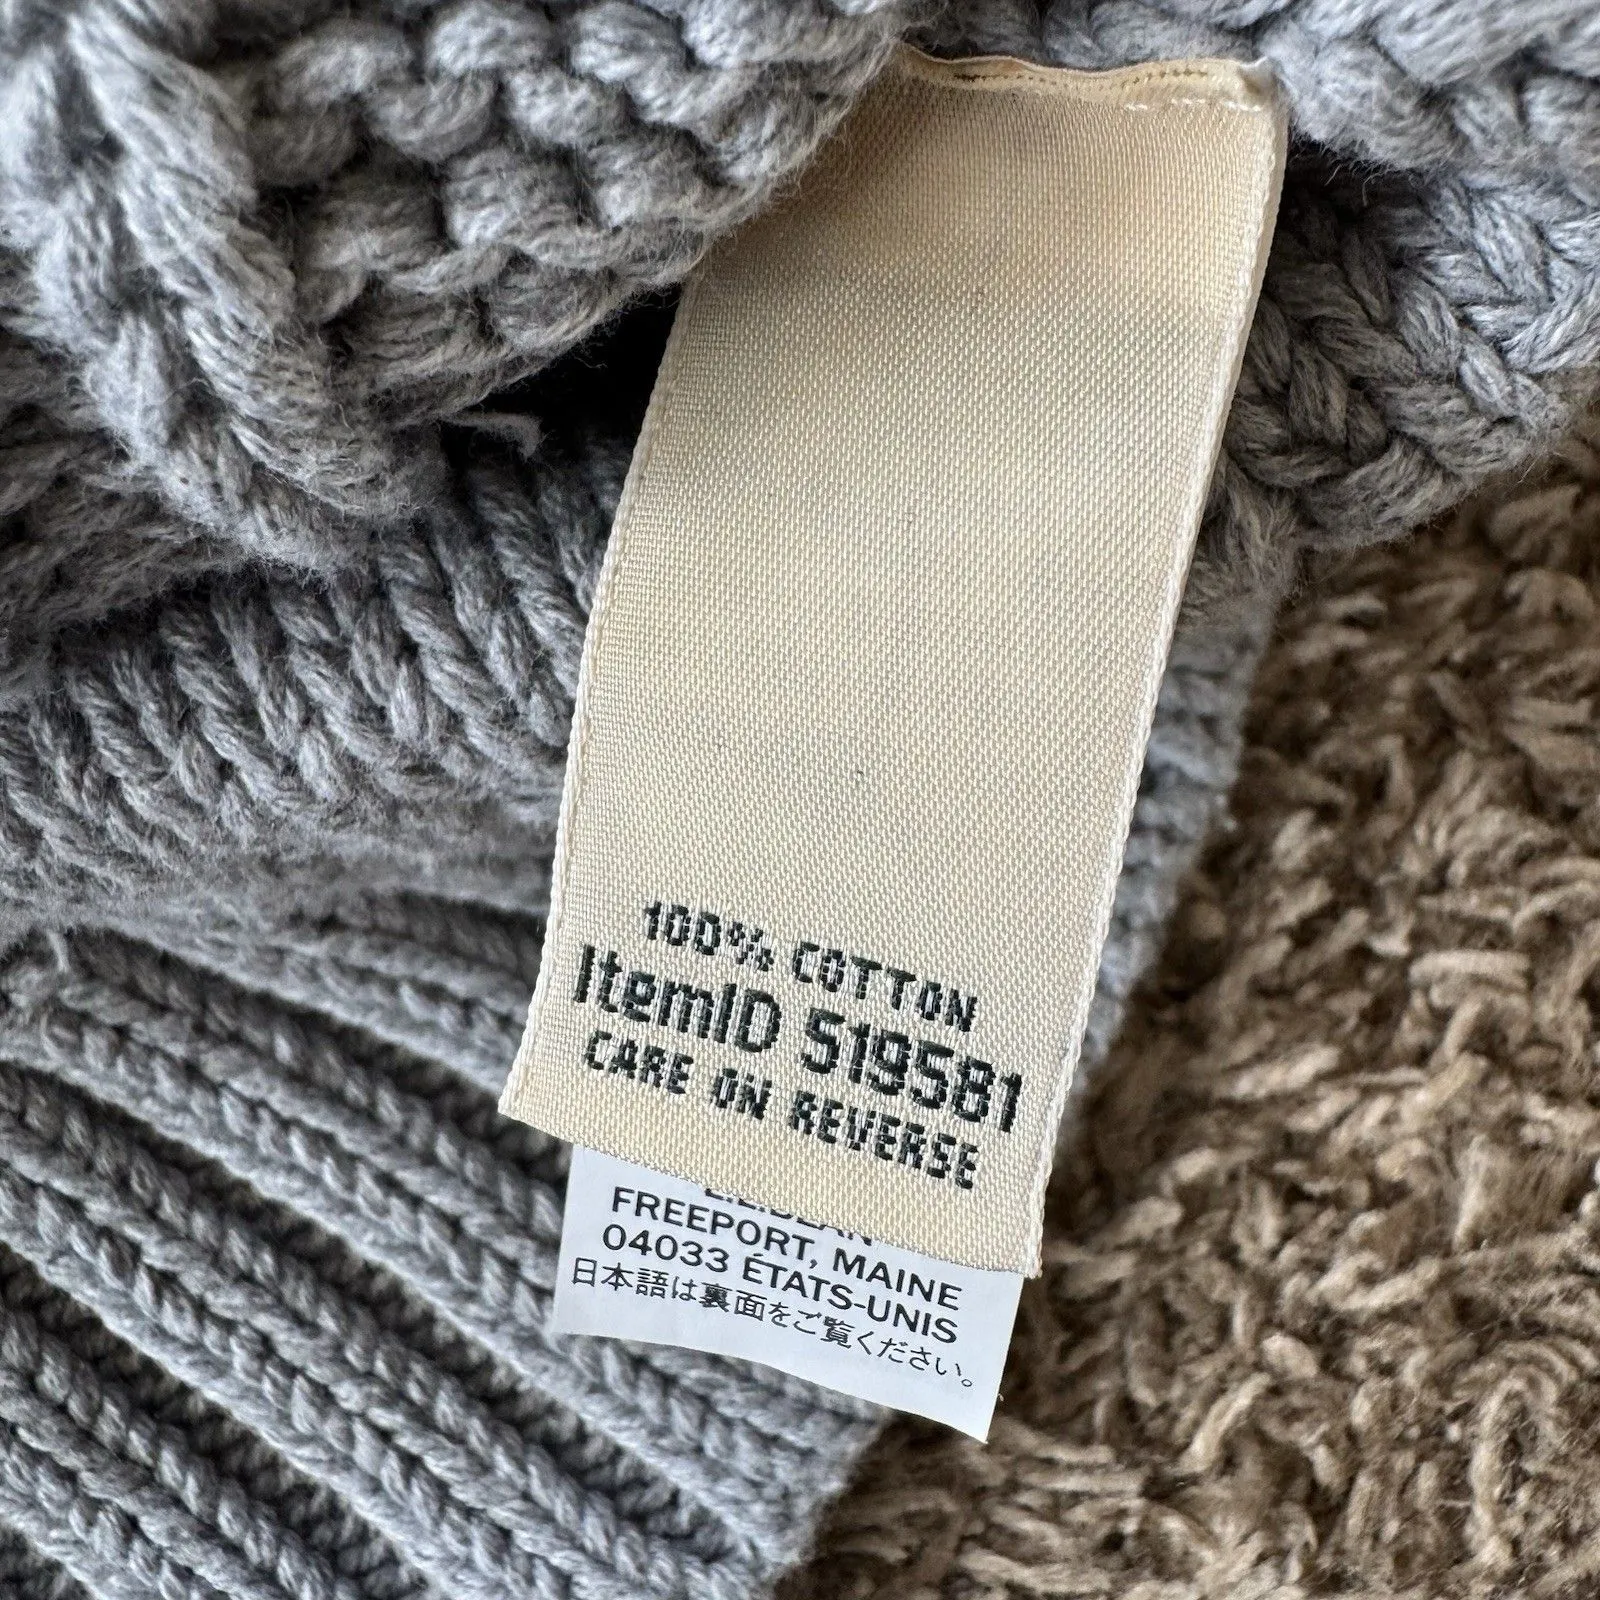 100% COTTON
ItemID 519581
CARE ON REVERSE
L.L.BEAN
FREEPORT, MAINE
04033 ÉTATS-UNIS
日本語は裏面をご覧ください。